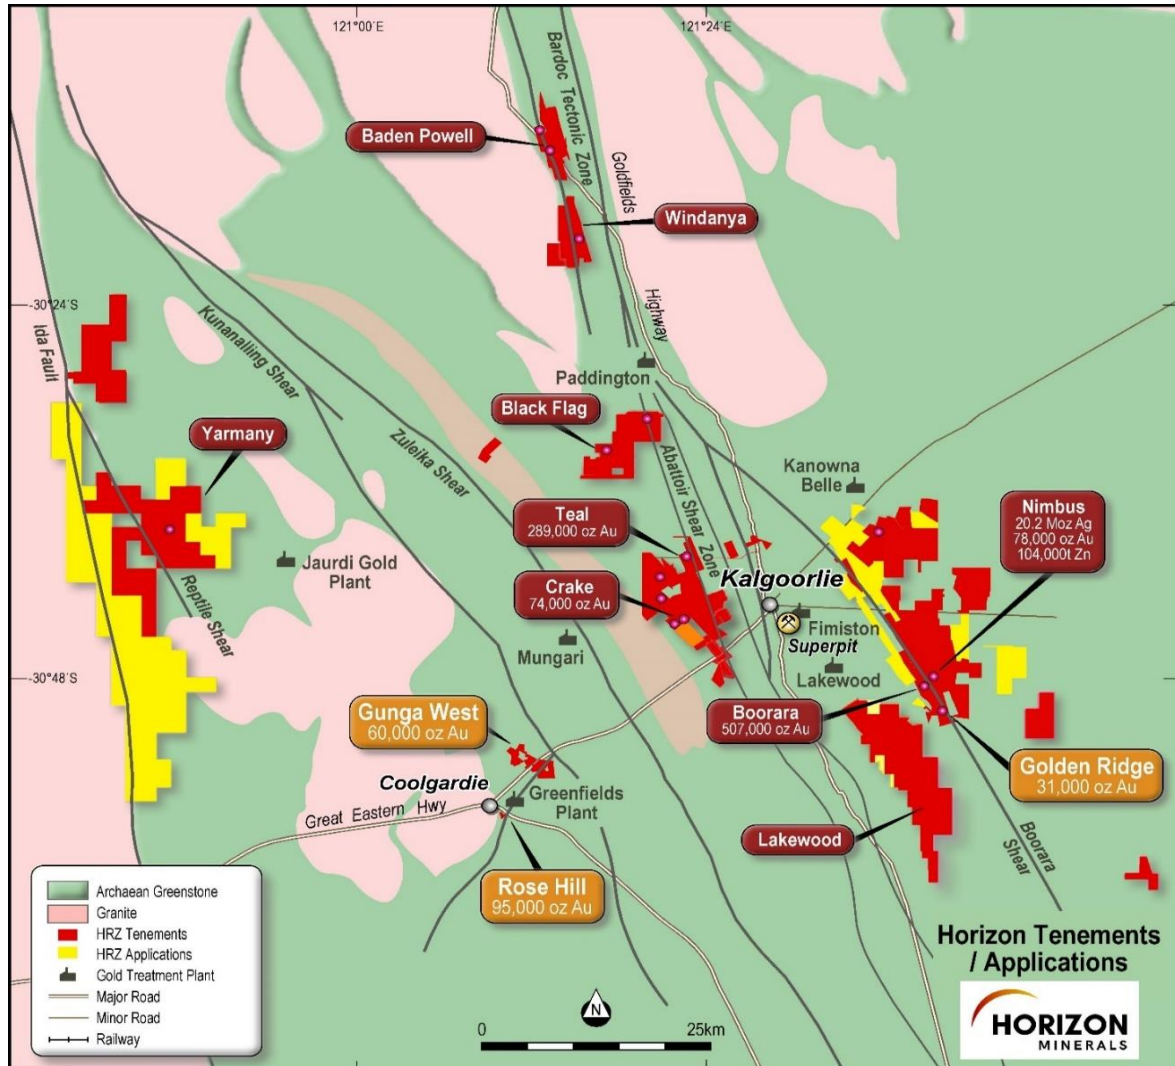 121°00´E
121°24´E
Bardoc Tectonic Zone
Baden Powell
Goldfields
Windanya
-30°24´S
Highway
Ida Fault
Kunanalling Shear
Paddington
Black Flag
Yarmany
Zuleika Shear
Abattoir Shear Zone
Kanowna
Belle
Nimbus
20.2 Moz Ag
78,000 oz Au
104,000t Zn
Teal
289,000 oz Au
Jaurdi Gold
Plant
Reptile Shear
Crake
74,000 oz Au
Kalgoorlie
Fimiston
Superpit
Mungari
Lakewood
-30°48´S
Gunga West
60,000 oz Au
Boorara
507,000 oz Au
Golden Ridge
31,000 oz Au
Coolgardie
Greenfields
Plant
Great Eastern Hwy
Lakewood
Boorara
Shear
Rose Hill
95,000 oz Au
Archaean Greenstone
Granite
HRZ Tenements
HRZ Applications
Gold Treatment Plant
Major Road
Minor Road
Railway
N
0
25km
Horizon Tenements
/ Applications
HORIZON
MINERALS